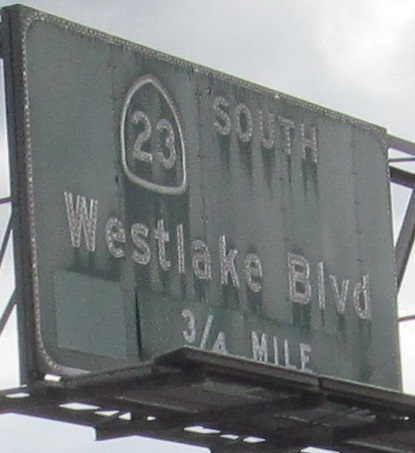 23 SOUTH
Westlake Blvd
3/4 MILE